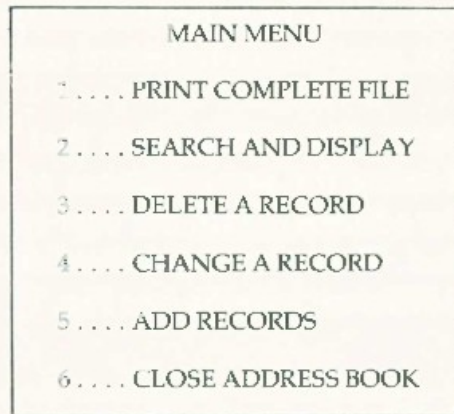 MAIN MENU
1 .... PRINT COMPLETE FILE
2 .... SEARCH AND DISPLAY
3 .... DELETE A RECORD
4 .... CHANGE A RECORD
5 .... ADD RECORDS
6 .... CLOSE ADDRESS BOOK